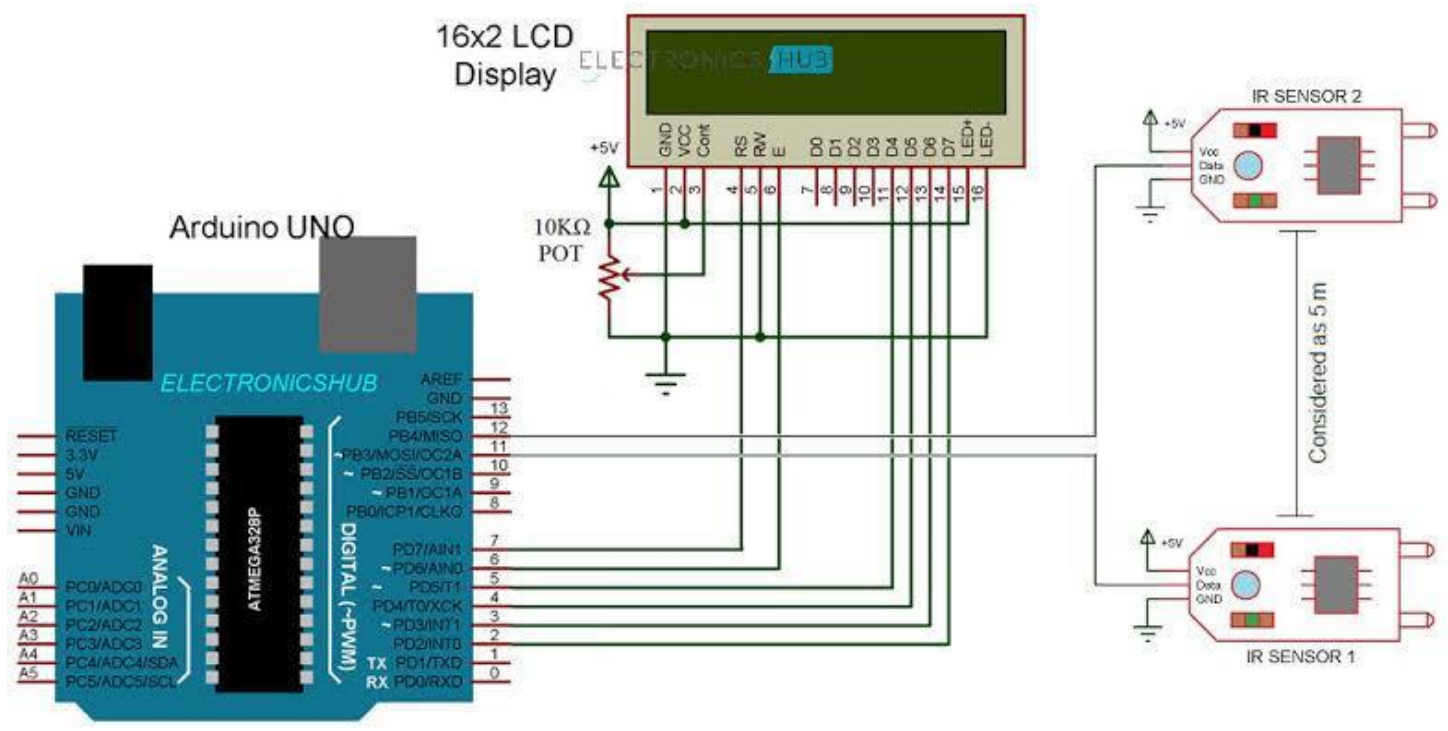 16x2 LCD
Display
ELECTRONICS HUB
+5V
GND
VCC
Cont
RS
RW
E
D0
D1
D2
D3
D4
D5
D6
D7
LED+
LED-
1
2
3
4
5
6
7
8
9
10
11
12
13
14
15
16
10KΩ
POT
IR SENSOR 2
+5V
Vcc
Data
GND
Considered as 5 m
+5V
Vcc
Data
GND
IR SENSOR 1
Arduino UNO
ELECTRONICSHUB
ATMEGA328P
ANALOG IN
DIGITAL (~PWM)
RESET
3.3V
5V
GND
GND
VIN
A0 PC0/ADC0
A1 PC1/ADC1
A2 PC2/ADC2
A3 PC3/ADC3
A4 PC4/ADC4/SDA
A5 PC5/ADC5/SCL
AREF
GND
PB5/SCK 13
PB4/MISO 12
~PB3/MOSI/OC2A 11
~ PB2/SS/OC1B 10
~ PB1/OC1A 9
PB0/ICP1/CLKO 8
PD7/AIN1 7
~ PD6/AIN0 6
~ PD5/T1 5
PD4/T0/XCK 4
~ PD3/INT1 3
PD2/INT0 2
TX PD1/TXD 1
RX PD0/RXD 0